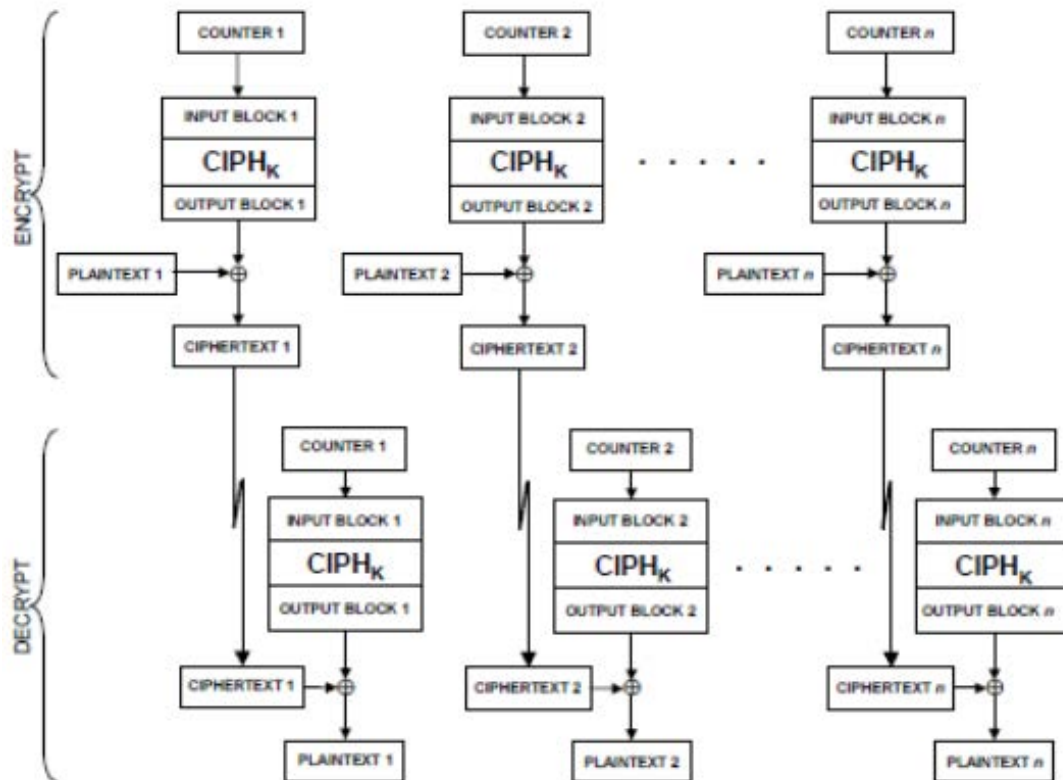 COUNTER 1 COUNTER 2 COUNTER n
INPUT BLOCK 1 INPUT BLOCK 2 INPUT BLOCK n
CIPHK CIPHK . . . . . CIPHK
OUTPUT BLOCK 1 OUTPUT BLOCK 2 OUTPUT BLOCK n
ENCRYPT
PLAINTEXT 1 PLAINTEXT 2 PLAINTEXT n
CIPHERTEXT 1 CIPHERTEXT 2 CIPHERTEXT n
COUNTER 1 COUNTER 2 COUNTER n
INPUT BLOCK 1 INPUT BLOCK 2 INPUT BLOCK n
CIPHK CIPHK . . . . . CIPHK
OUTPUT BLOCK 1 OUTPUT BLOCK 2 OUTPUT BLOCK n
DECRYPT
CIPHERTEXT 1 CIPHERTEXT 2 CIPHERTEXT n
PLAINTEXT 1 PLAINTEXT 2 PLAINTEXT n